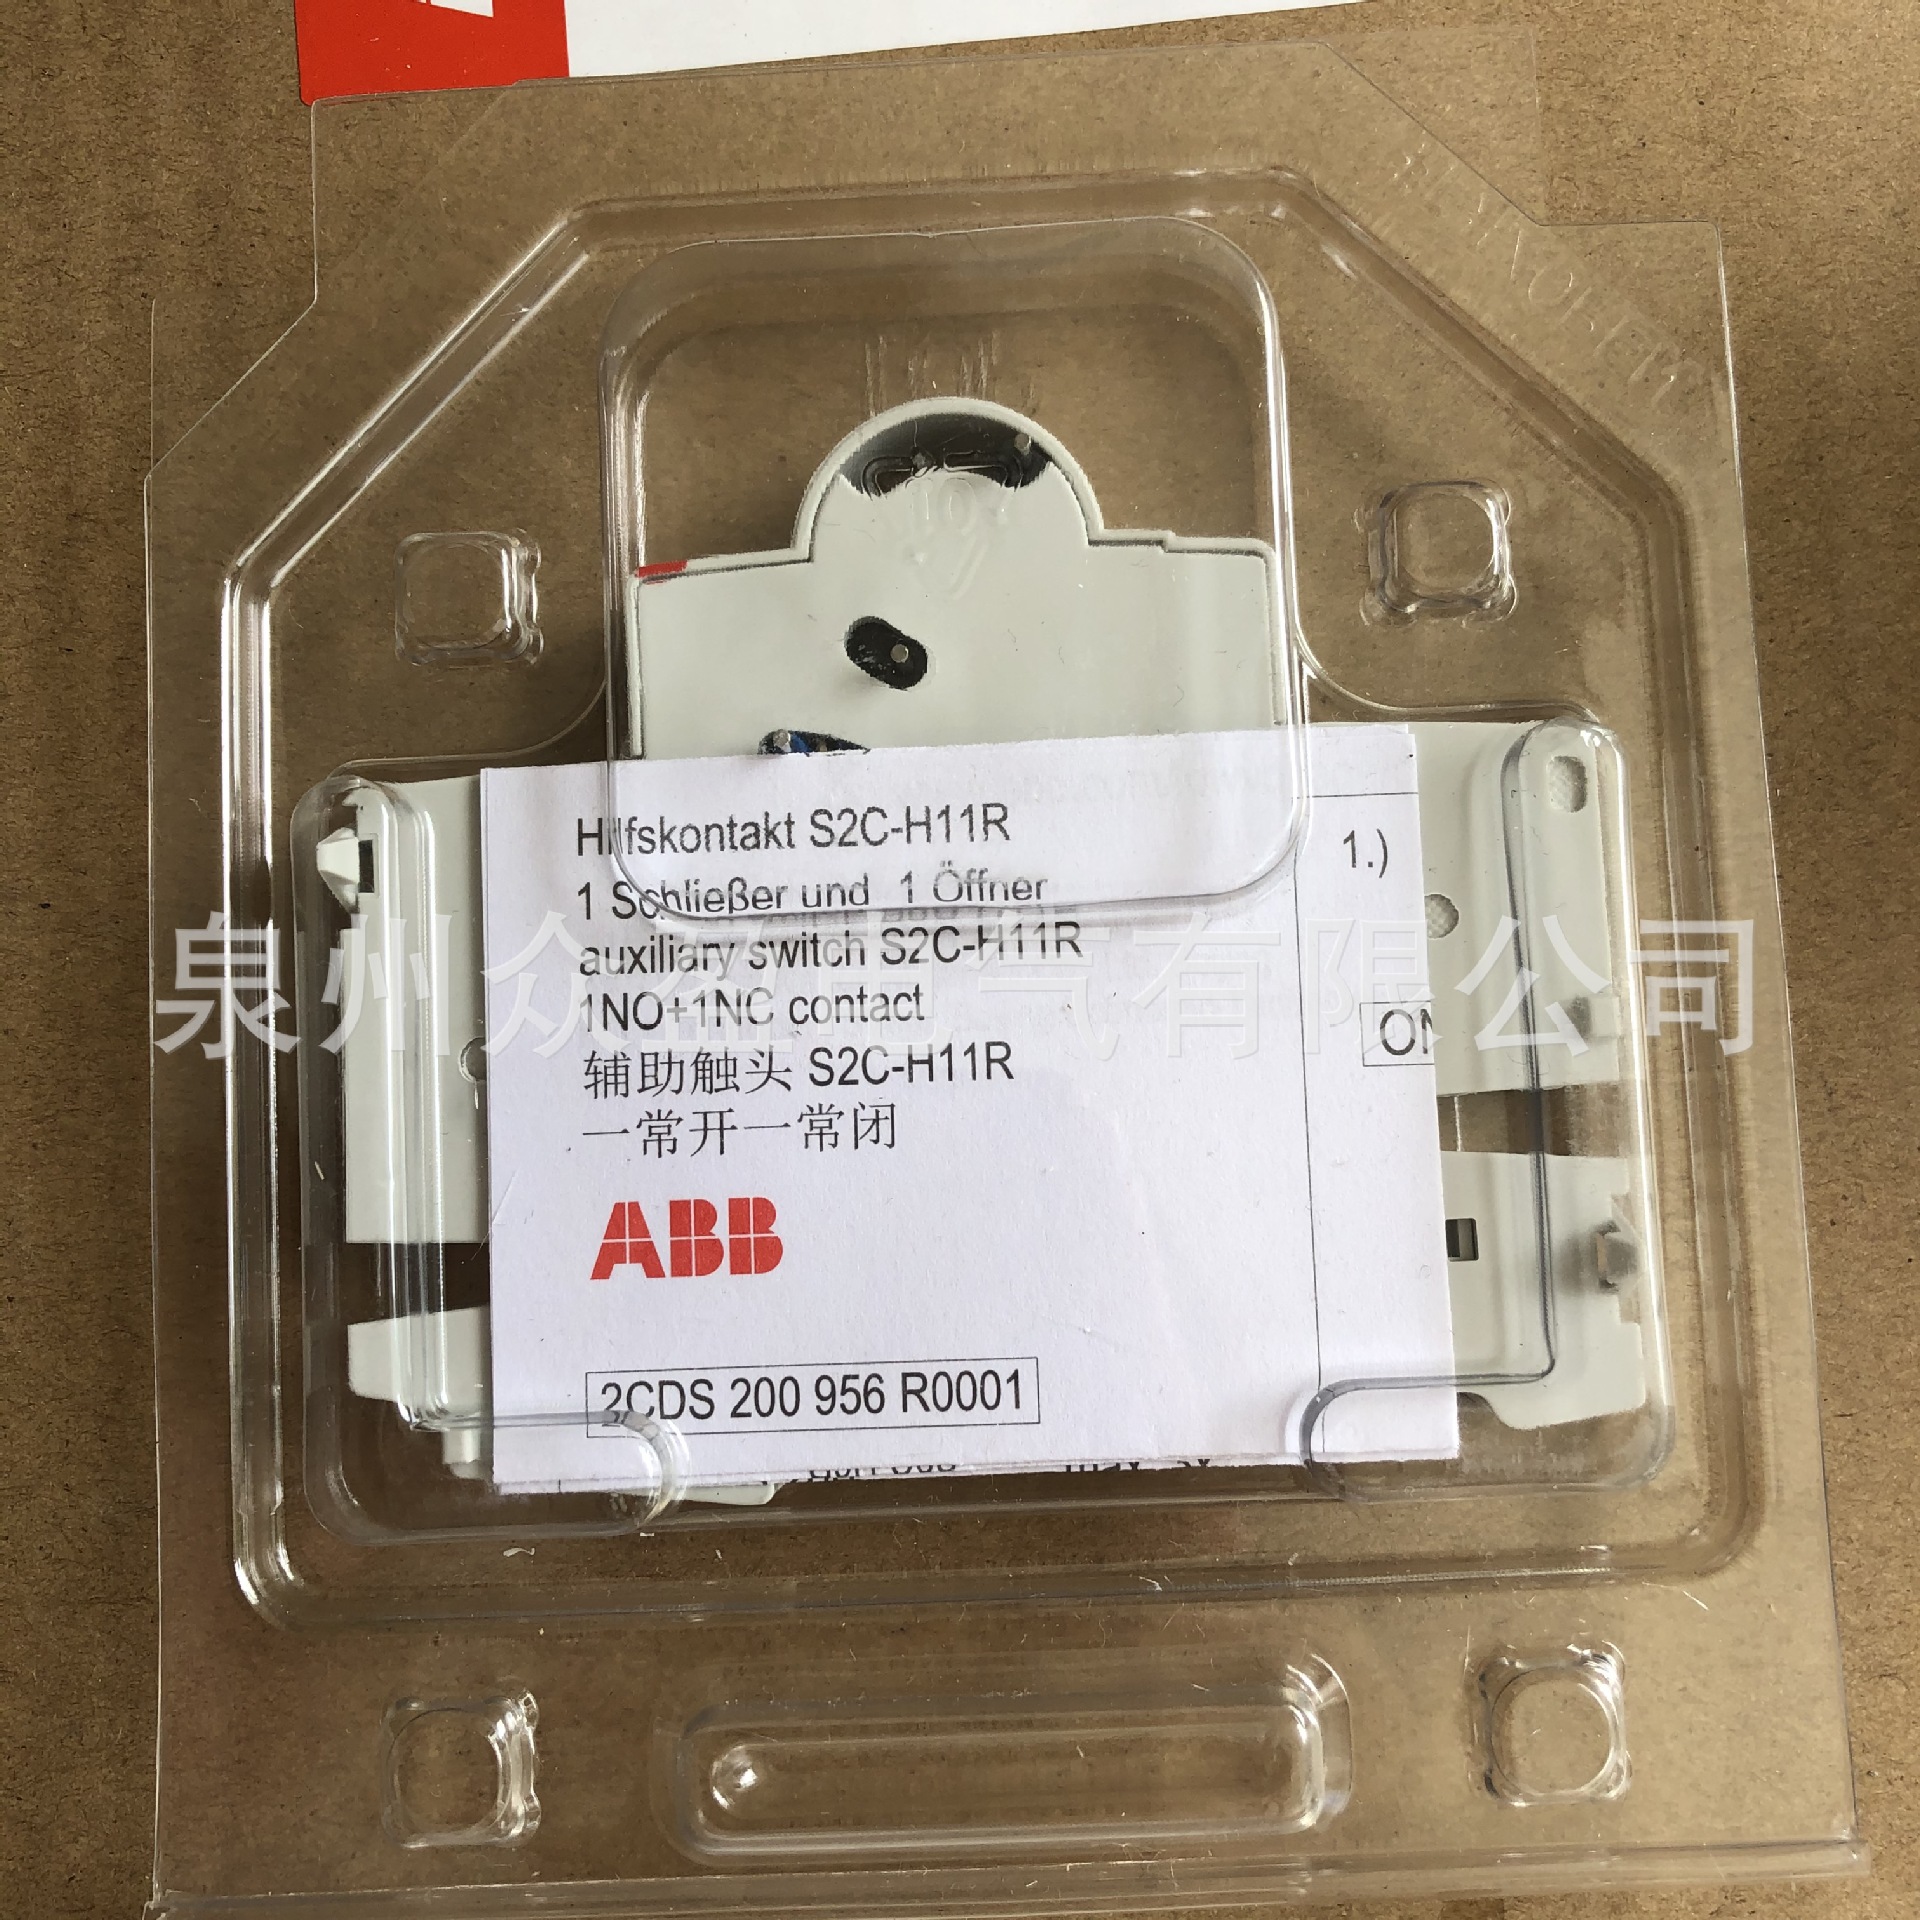 Hilfskontakt S2C-H11R
1 Schließer und 1 Öffner
auxiliary switch S2C-H11R
1NO+1NC contact
辅助触头 S2C-H11R
一常开一常闭
ABB
2CDS 200 956 R0001
1.)
ON
泉州众盈电气有限公司